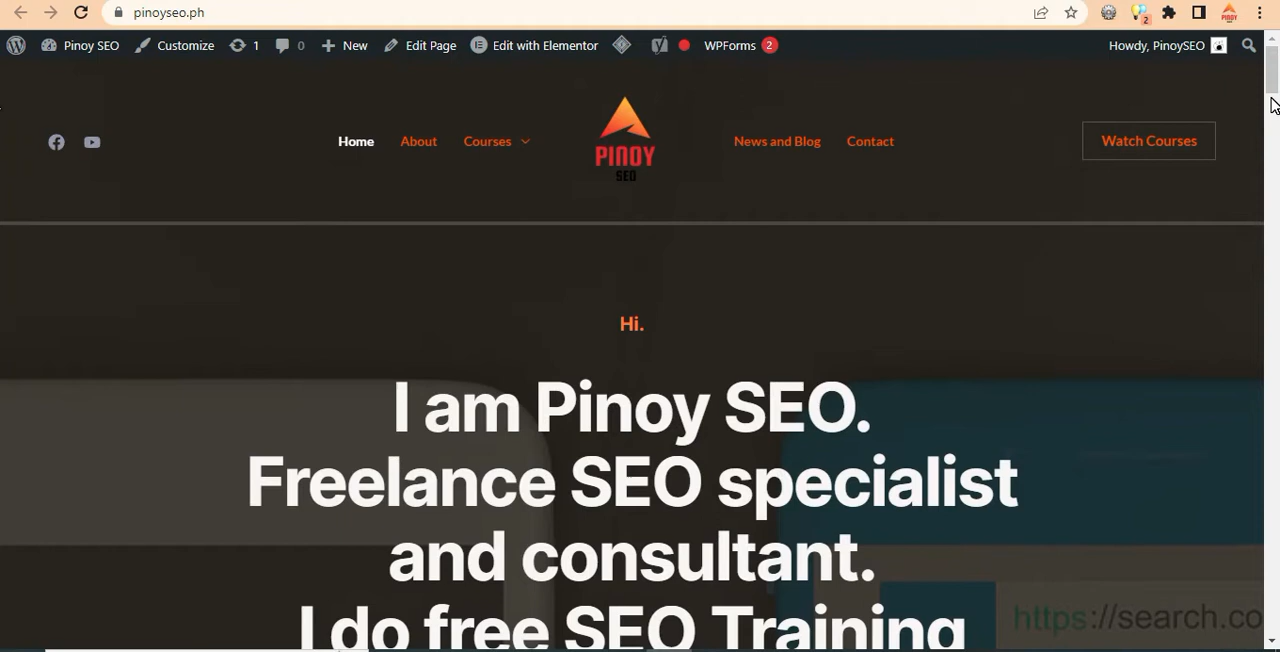 pinoyseo.ph
2
PINOY
Pinoy SEO Customize 1 0 New Edit Page Edit with Elementor WPForms 2 Howdy, PinoySEO
Home About Courses PINOY SEO News and Blog Contact Watch Courses
Hi.
I am Pinoy SEO.
Freelance SEO specialist
and consultant.
I do free SEO Training
https://search.co